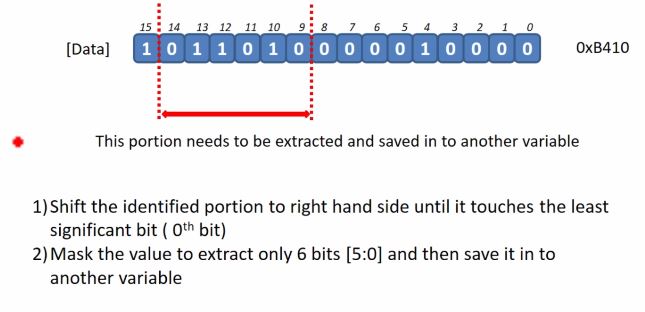 15 14 13 12 11 10 9 8 7 6 5 4 3 2 1 0
[Data] 1 0 1 1 0 1 0 0 0 0 0 1 0 0 0 0 0xB410
This portion needs to be extracted and saved in to another variable
1) Shift the identified portion to right hand side until it touches the least
significant bit ( 0th bit)
2) Mask the value to extract only 6 bits [5:0] and then save it in to
another variable